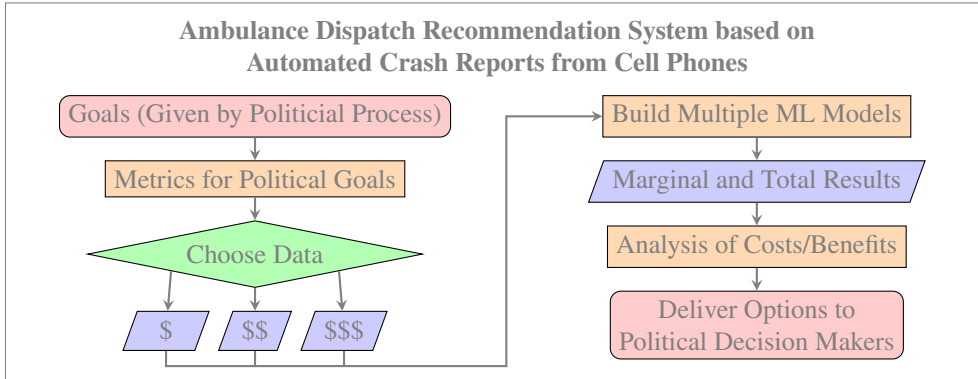 Ambulance Dispatch Recommendation System based on
Automated Crash Reports from Cell Phones
Goals (Given by Politicial Process)
Metrics for Political Goals
Choose Data
$
$$
$$$
Build Multiple ML Models
Marginal and Total Results
Analysis of Costs/Benefits
Deliver Options to
Political Decision Makers